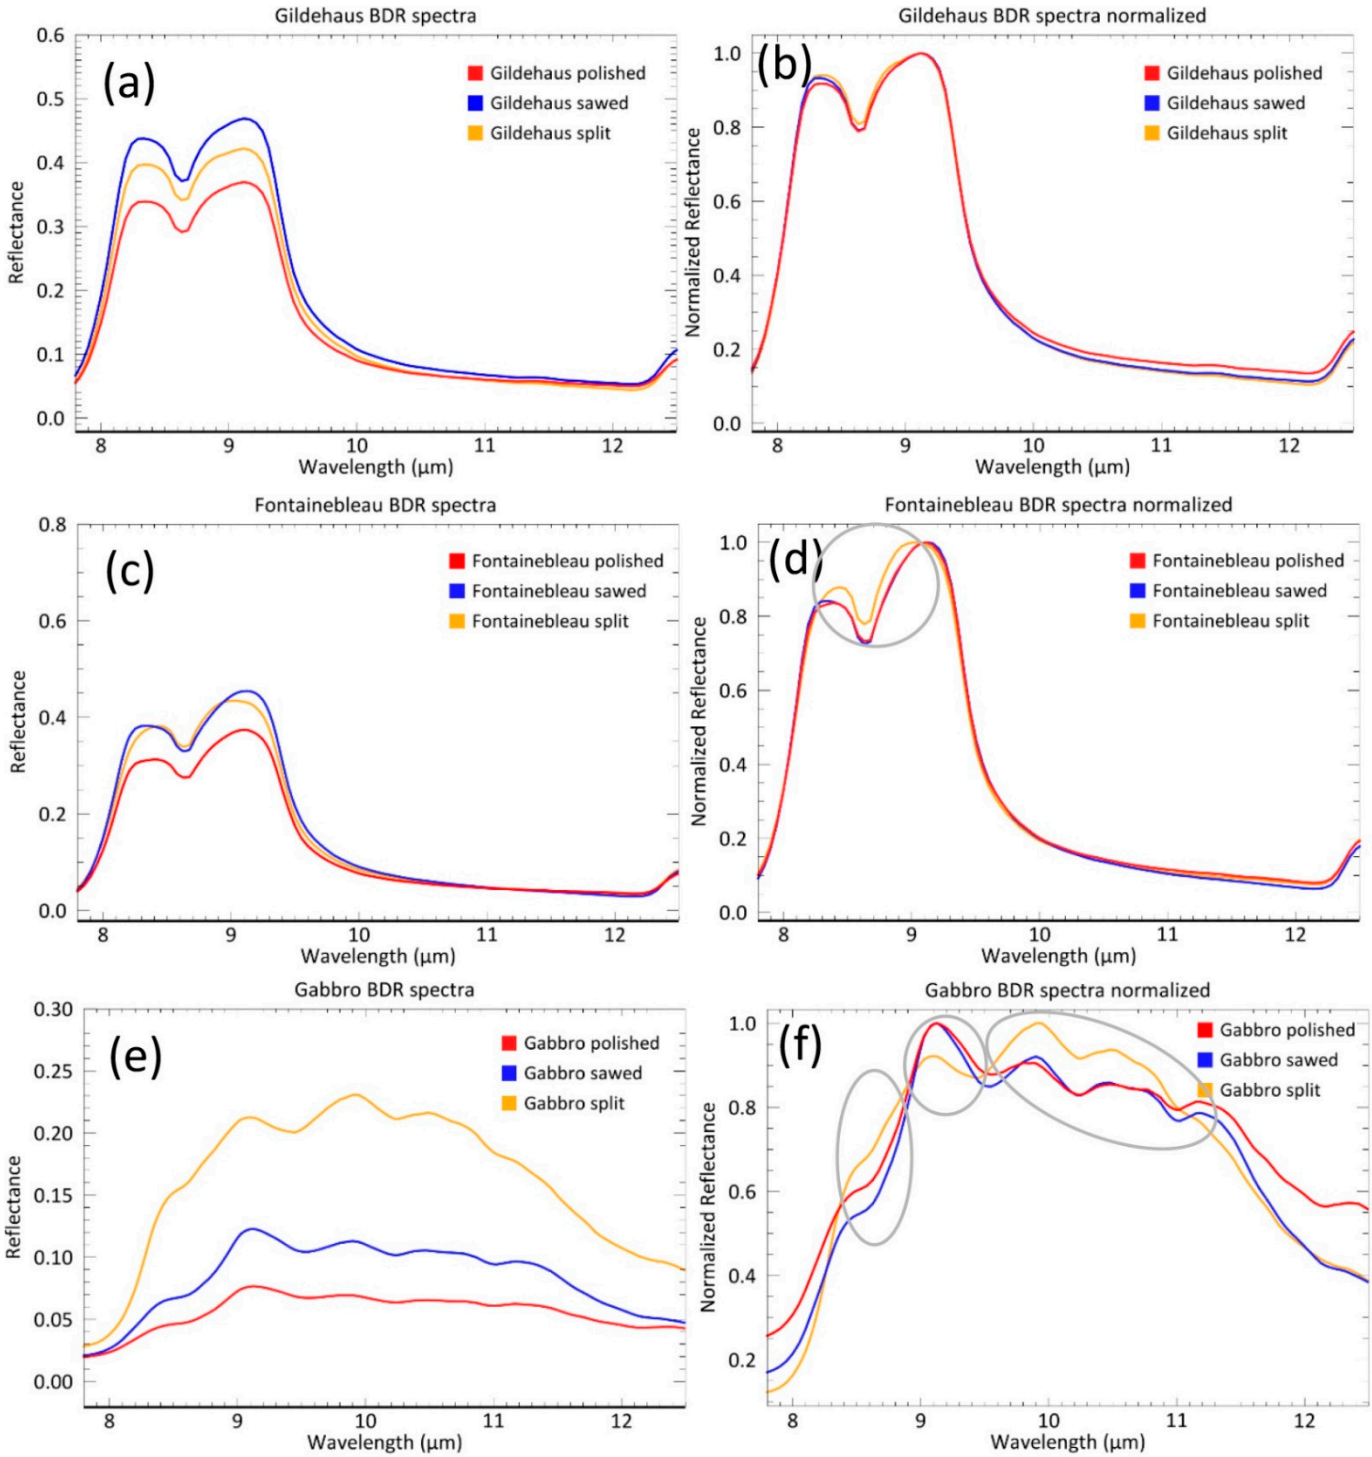 Gildehaus BDR spectra
(a)
Gildehaus polished
Gildehaus sawed
Gildehaus split
Reflectance
0.6
0.5
0.4
0.3
0.2
0.1
0.0
8 9 10 11 12
Wavelength (µm)
Gildehaus BDR spectra normalized
(b)
Gildehaus polished
Gildehaus sawed
Gildehaus split
Normalized Reflectance
1.0
0.8
0.6
0.4
0.2
0.0
8 9 10 11 12
Wavelength (µm)
Fontainebleau BDR spectra
(c)
Fontainebleau polished
Fontainebleau sawed
Fontainebleau split
Reflectance
0.8
0.6
0.4
0.2
0.0
8 9 10 11 12
Wavelength (µm)
Fontainebleau BDR spectra normalized
(d)
Fontainebleau polished
Fontainebleau sawed
Fontainebleau split
Normalized Reflectance
1.0
0.8
0.6
0.4
0.2
0.0
8 9 10 11 12
Wavelength (µm)
Gabbro BDR spectra
(e)
Gabbro polished
Gabbro sawed
Gabbro split
Reflectance
0.30
0.25
0.20
0.15
0.10
0.05
0.00
8 9 10 11 12
Wavelength (µm)
Gabbro BDR spectra normalized
(f)
Gabbro polished
Gabbro sawed
Gabbro split
Normalized Reflectance
1.0
0.8
0.6
0.4
0.2
8 9 10 11 12
Wavelength (µm)